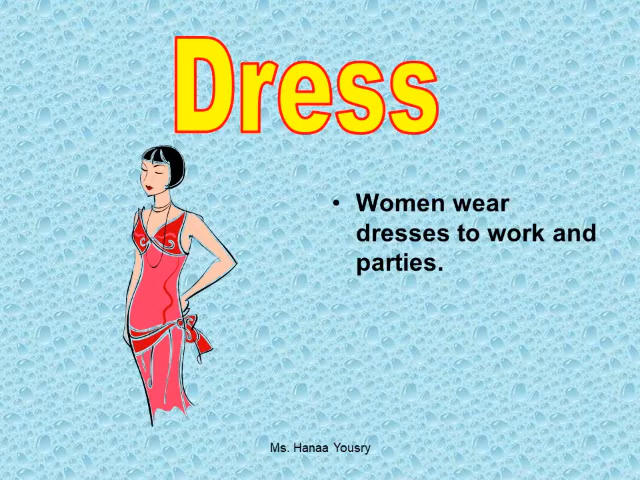 Dress
• Women wear
dresses to work and
parties.
Ms. Hanaa Yousry